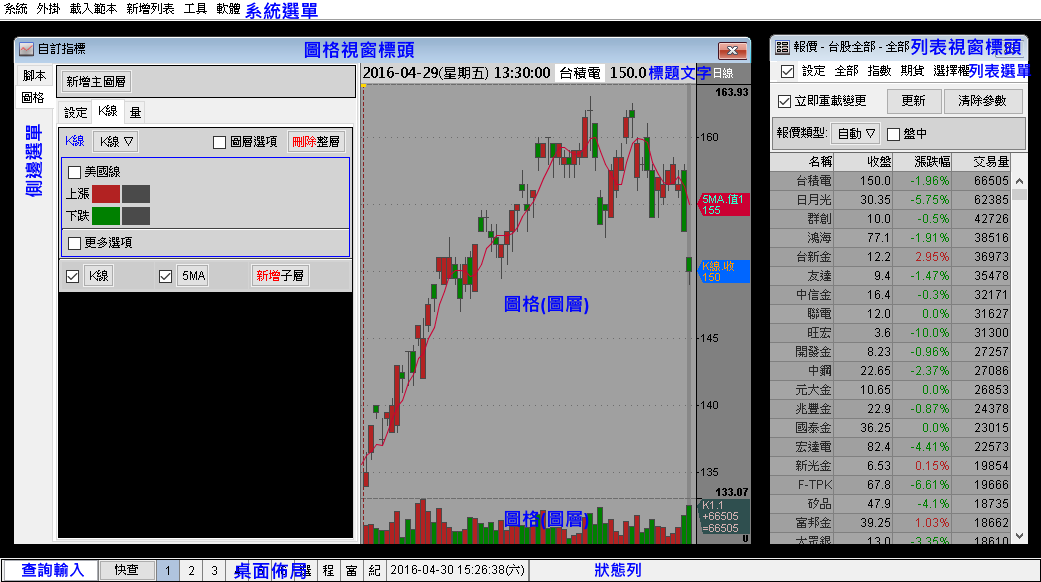 系統 外掛 載入範本 新增列表 工具 軟體 系統選單
自訂指標 圖格視窗標頭
腳本
圖格
側邊選單
新增主圖層
設定 K線 量
K線 K線 ▽ 圖層選項 刪除整層
美國線
上漲
下跌
更多選項
K線 5MA 新增子層
2016-04-29(星期五) 13:30:00 台積電 150.0 標題文字 日線
163.93
160
5MA.值1
155
K線.收
150
圖格(圖層)
145
140
135
133.07
K1.1
+66505
=66505
圖格(圖層)
0
報價 - 台股全部 - 全部 列表視窗標頭
設定 全部 指數 期貨 選擇權 列表選單
立即重載變更 更新 清除參數
報價類型: 自動 ▽ 盤中
名稱 收盤 漲跌幅 交易量
台積電 150.0 -1.96% 66505
日月光 30.35 -5.75% 62385
群創 10.0 -0.5% 42726
鴻海 77.1 -1.91% 38516
台新金 12.2 2.95% 36973
友達 9.4 -1.47% 35478
中信金 16.4 -0.3% 32171
聯電 12.0 0.0% 31627
旺宏 3.6 -10.0% 31300
開發金 8.23 -0.96% 27257
中鋼 22.65 -2.37% 27086
元大金 10.65 0.0% 26853
兆豐金 22.9 -0.87% 24378
國泰金 36.25 0.0% 23015
宏達電 82.4 -4.41% 22573
新光金 6.53 0.15% 19854
F-TPK 67.8 -6.61% 19666
矽品 47.9 -4.1% 18735
富邦金 39.25 1.03% 18662
大眾銀 13.0 -3.35% 18610
查詢輸入 快查 1 2 3 桌面佈局 選 程 富 紀 2016-04-30 15:26:38(六) 狀態列